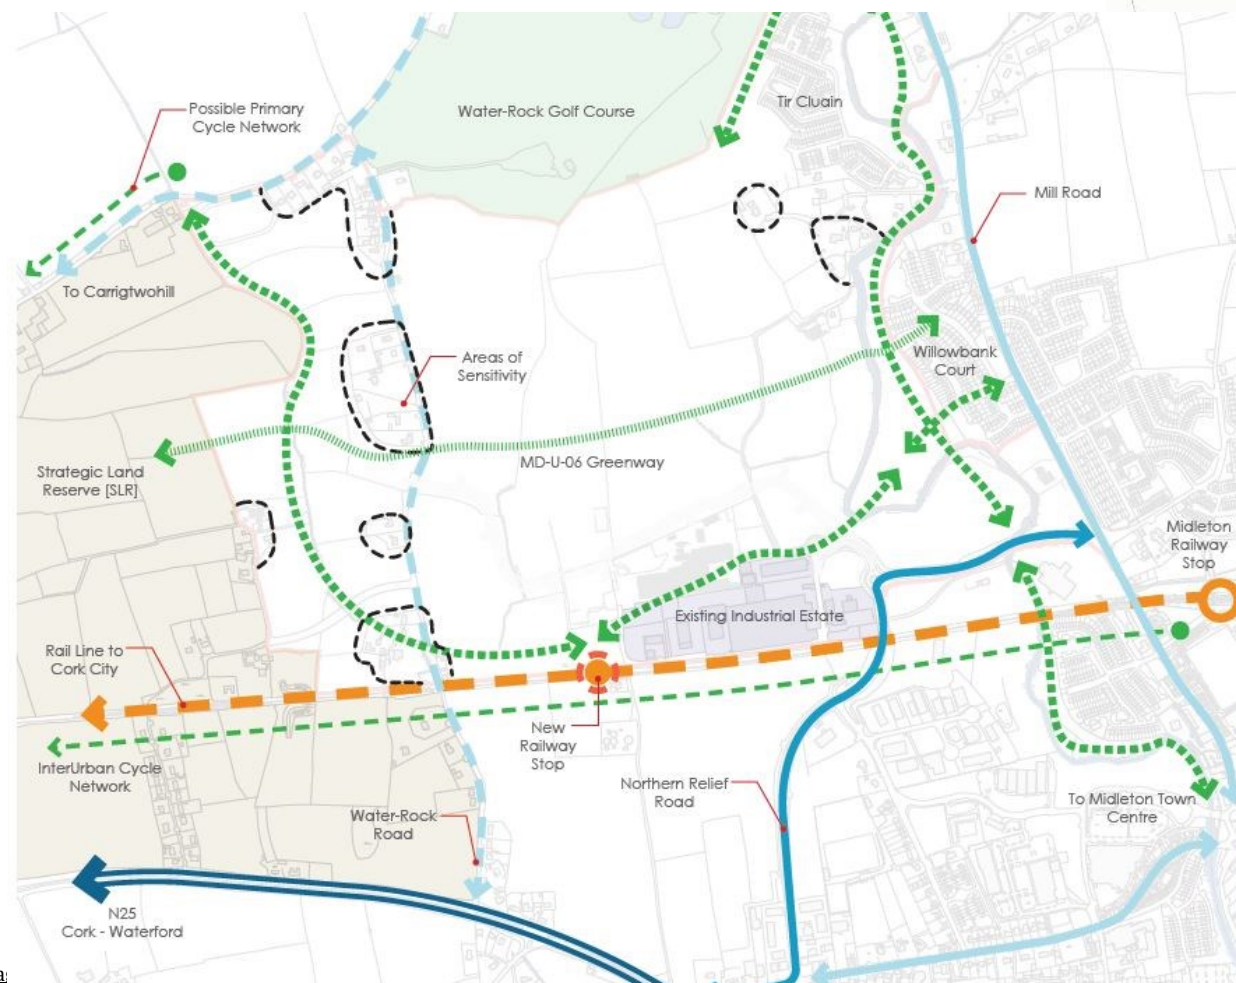 Possible Primary
Cycle Network
Water-Rock Golf Course
Tir Cluain
Mill Road
To Carrigtwohill
Areas of
Sensitivity
Willowbank
Court
MD-U-06 Greenway
Strategic Land
Reserve [SLR]
Midleton
Railway
Stop
Existing Industrial Estate
Rail Line to
Cork City
New
Railway
Stop
InterUrban Cycle
Network
Northern Relief
Road
To Midleton Town
Centre
Water-Rock
Road
N25
Cork - Waterford